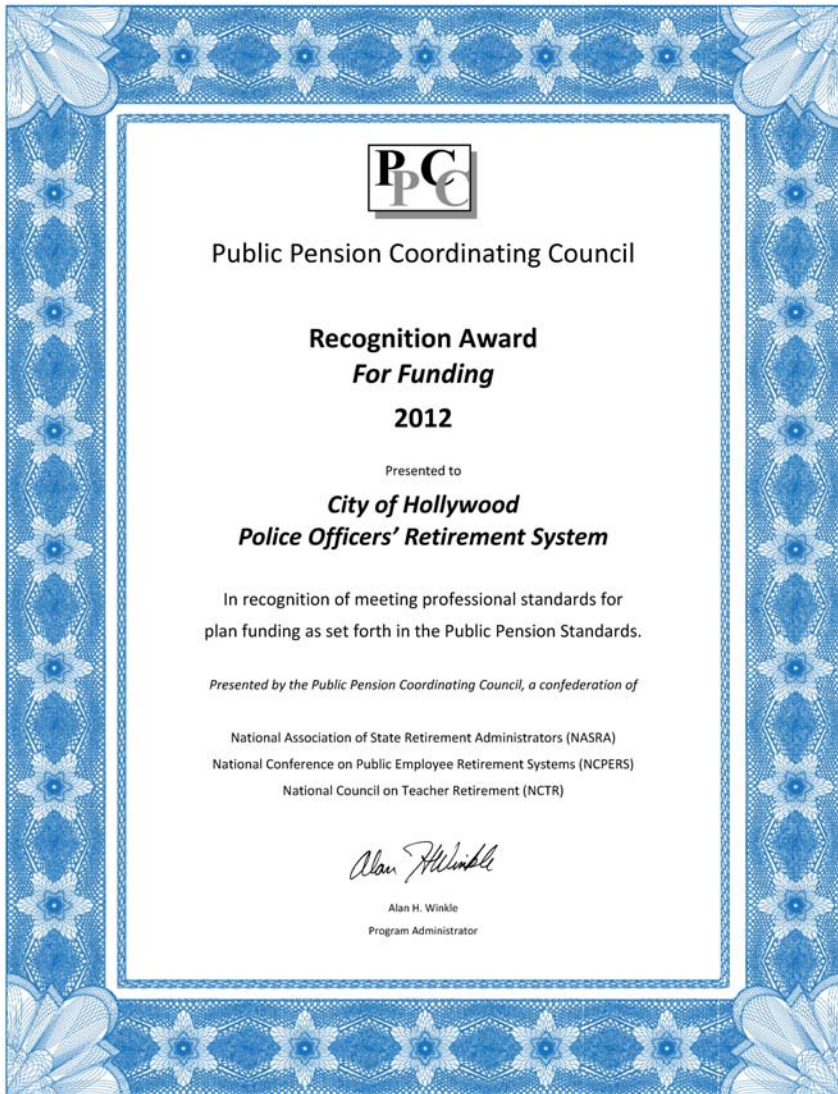 PPCC
Public Pension Coordinating Council
Recognition Award
For Funding
2012
Presented to
City of Hollywood
Police Officers’ Retirement System
In recognition of meeting professional standards for
plan funding as set forth in the Public Pension Standards.
Presented by the Public Pension Coordinating Council, a confederation of
National Association of State Retirement Administrators (NASRA)
National Conference on Public Employee Retirement Systems (NCPERS)
National Council on Teacher Retirement (NCTR)
Alan H Winkle
Alan H. Winkle
Program Administrator